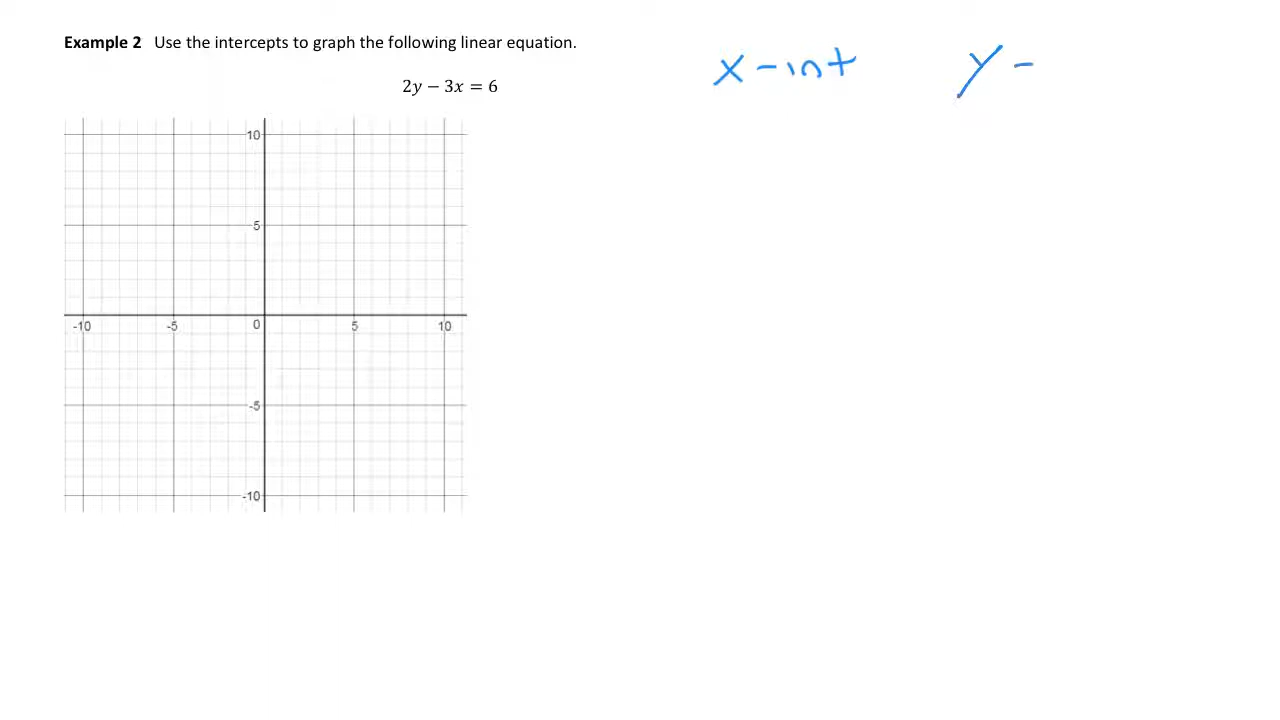 Example 2 Use the intercepts to graph the following linear equation.
x-int y-
2y − 3x = 6
10
5
-10 -5 0 5 10
-5
-10